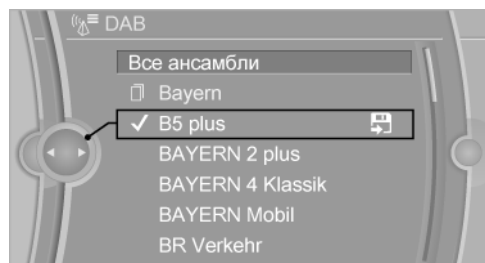 DAB
Все ансамбли
Bayern
B5 plus
BAYERN 2 plus
BAYERN 4 Klassik
BAYERN Mobil
BR Verkehr